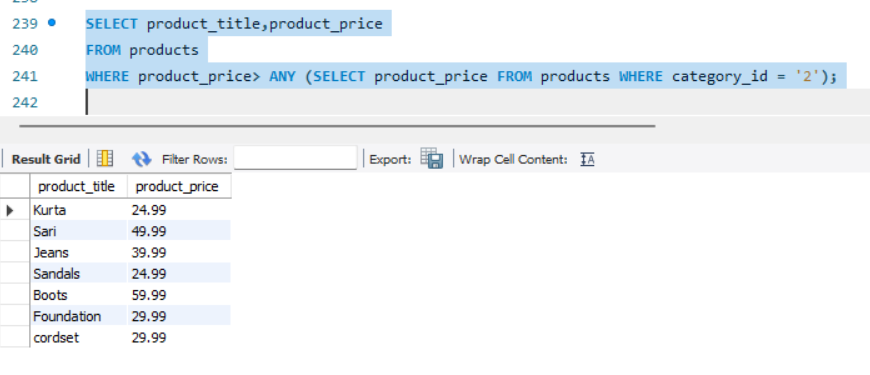 239 SELECT product_title,product_price
240 FROM products
241 WHERE product_price> ANY (SELECT product_price FROM products WHERE category_id = '2');
242
Result Grid Filter Rows: Export: Wrap Cell Content: IA
product_title product_price
Kurta 24.99
Sari 49.99
Jeans 39.99
Sandals 24.99
Boots 59.99
Foundation 29.99
cordset 29.99